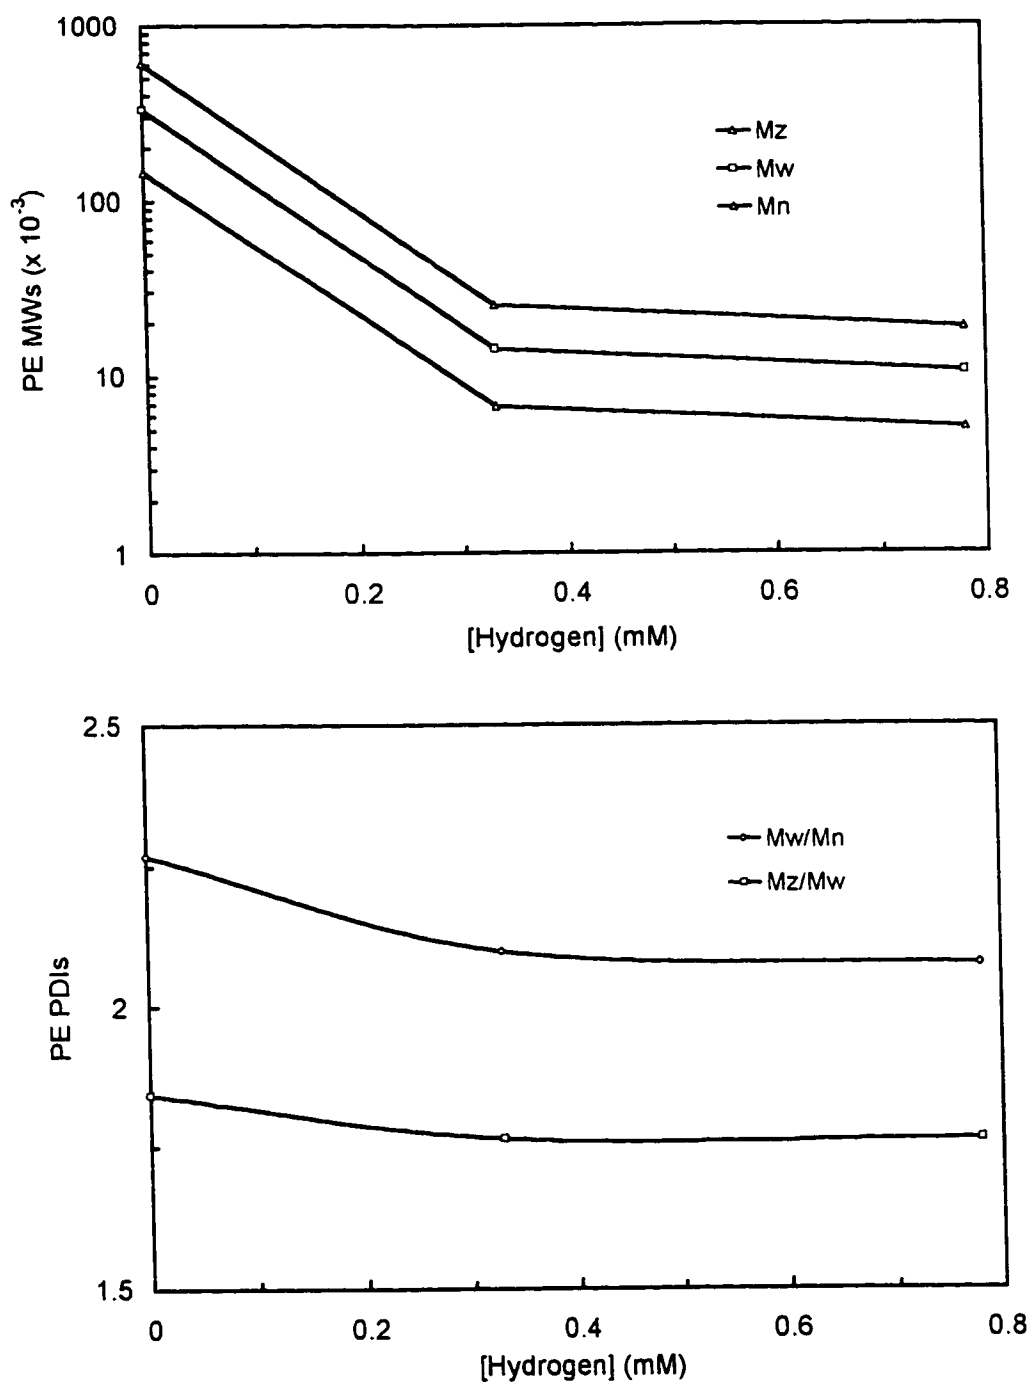 1000
100
10
1
PE MWs (x 10⁻³)
Mz
Mw
Mn
0 0.2 0.4 0.6 0.8
[Hydrogen] (mM)
2.5
2
1.5
PE PDIs
Mw/Mn
Mz/Mw
0 0.2 0.4 0.6 0.8
[Hydrogen] (mM)